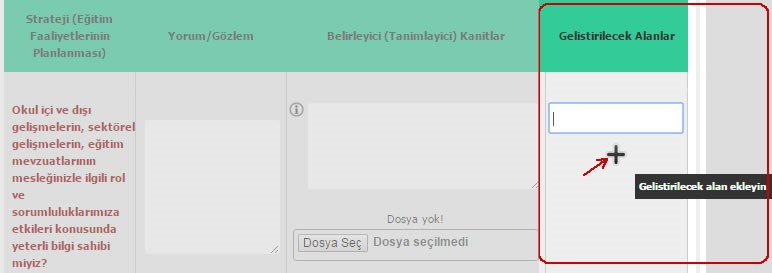 Strateji (Eğitim
Faaliyetlerinin
Planlanması)
Yorum/Gözlem
Belirleyici (Tanimlayici) Kanitlar
Gelistirilecek Alanlar
Okul içi ve dışı
gelişmelerin, sektörel
gelişmelerin, eğitim
mevzuatlarının
mesleğinizle ilgili rol
ve
sorumluluklarımıza
etkileri konusunda
yeterli bilgi sahibi
miyiz?
Dosya yok!
Dosya Seç Dosya seçilmedi
Gelistirilecek alan ekleyin